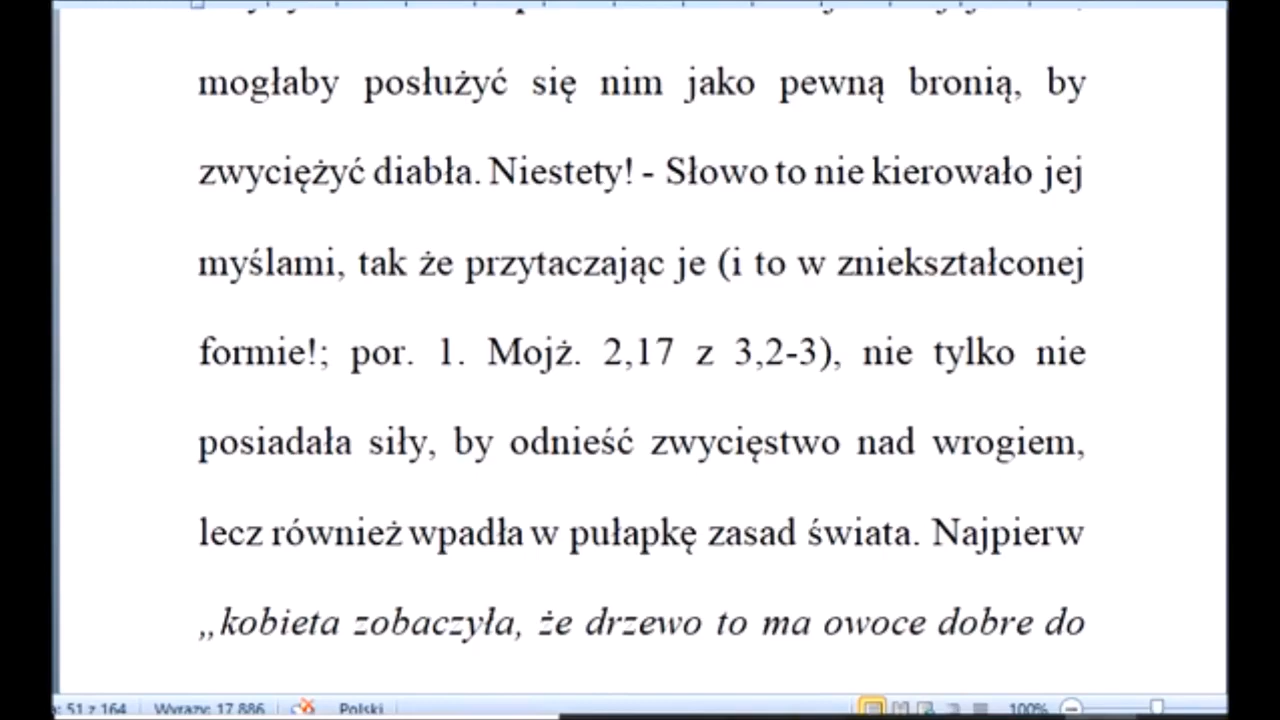 mogłaby posłużyć się nim jako pewną bronią, by
zwyciężyć diabła. Niestety! - Słowo to nie kierowało jej
myślami, tak że przytaczając je (i to w zniekształconej
formie!; por. 1. Mojż. 2,17 z 3,2-3), nie tylko nie
posiadała siły, by odnieść zwycięstwo nad wrogiem,
lecz również wpadła w pułapkę zasad świata. Najpierw
„kobieta zobaczyła, że drzewo to ma owoce dobre do
51 z 164 Wyrazy: 17 886 Polski 100%